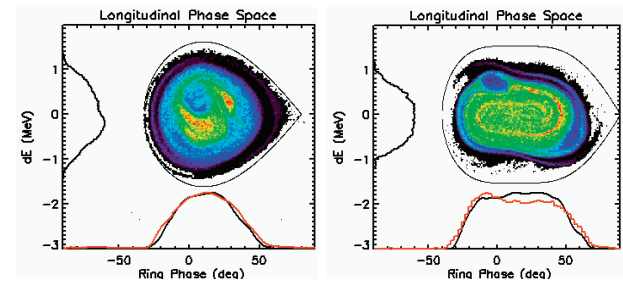 Longitudinal Phase Space
dE (MeV)
1
0
-1
-2
-3
-50
0
50
Ring Phase (deg)
Longitudinal Phase Space
dE (MeV)
1
0
-1
-2
-3
-50
0
50
Ring Phase (deg)